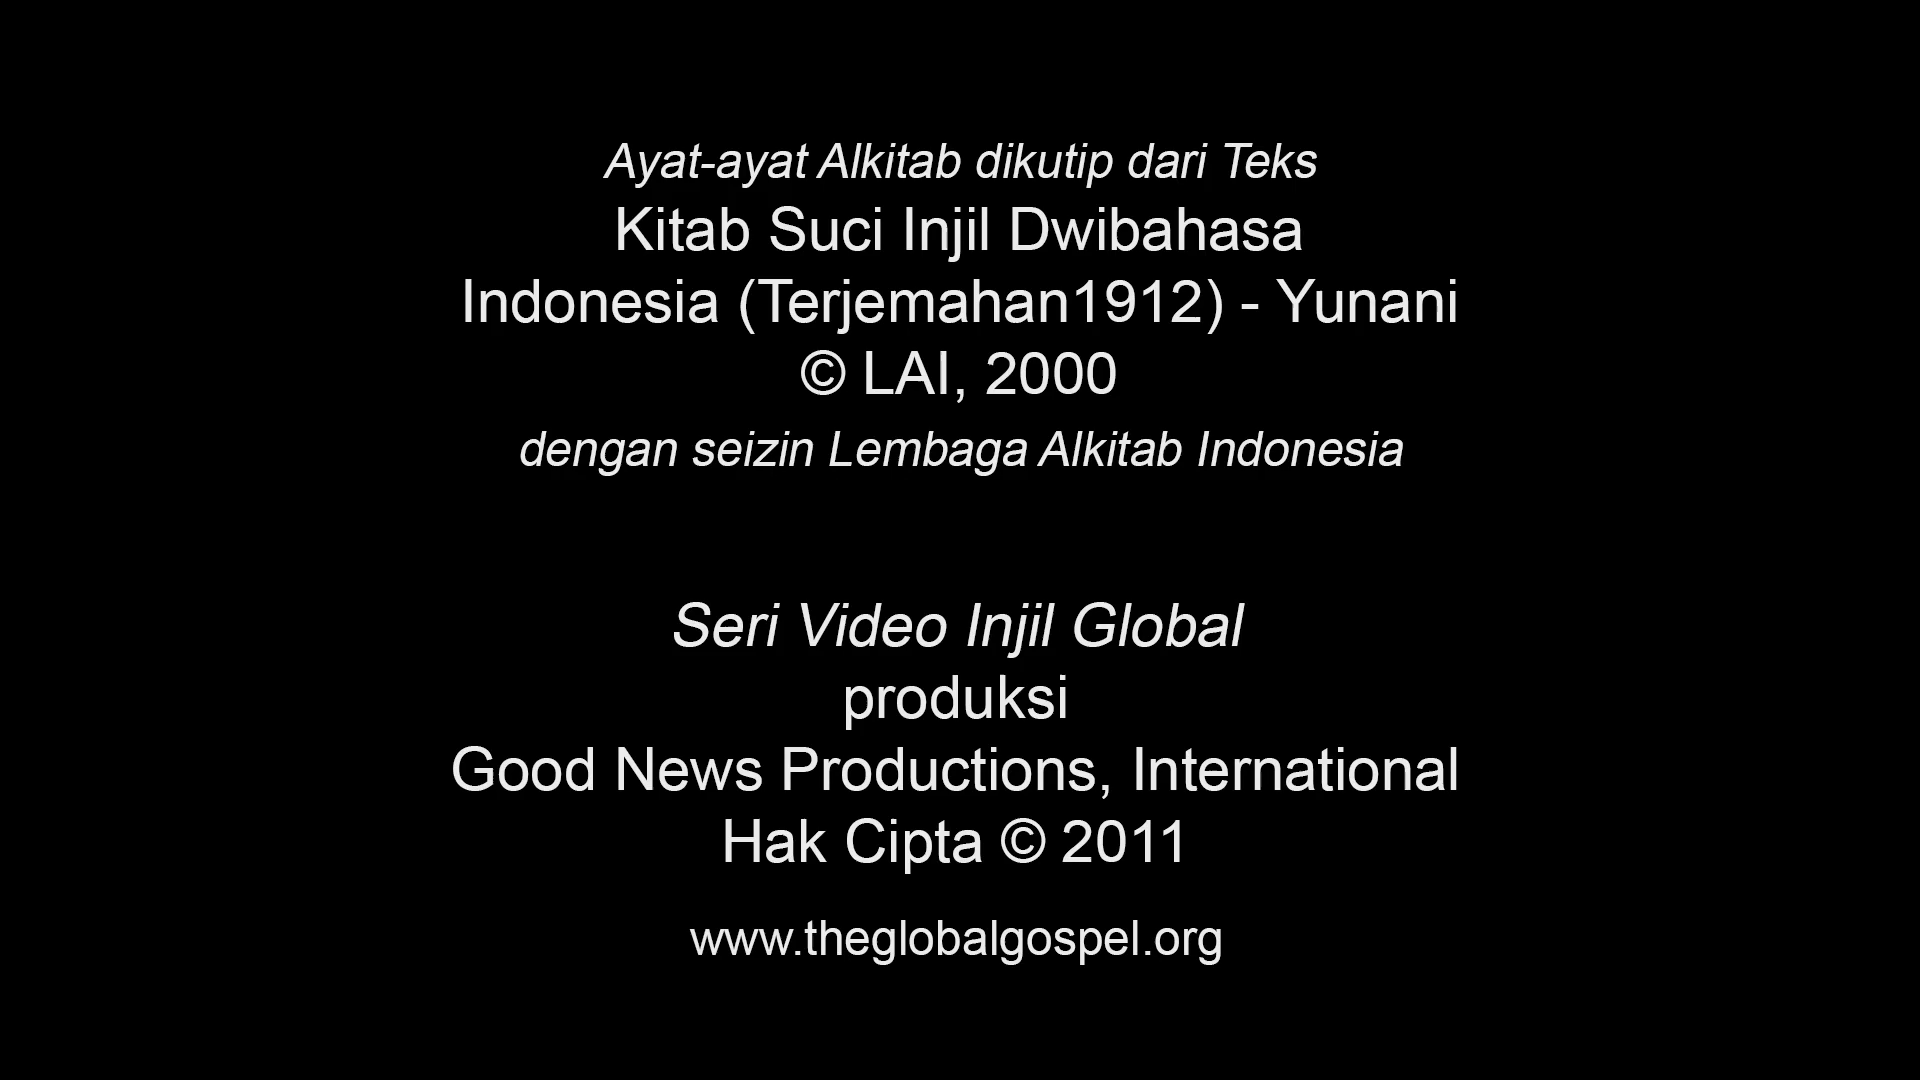 Ayat-ayat Alkitab dikutip dari Teks
Kitab Suci Injil Dwibahasa
Indonesia (Terjemahan1912) - Yunani
© LAI, 2000
dengan seizin Lembaga Alkitab Indonesia
Seri Video Injil Global
produksi
Good News Productions, International
Hak Cipta © 2011
www.theglobalgospel.org